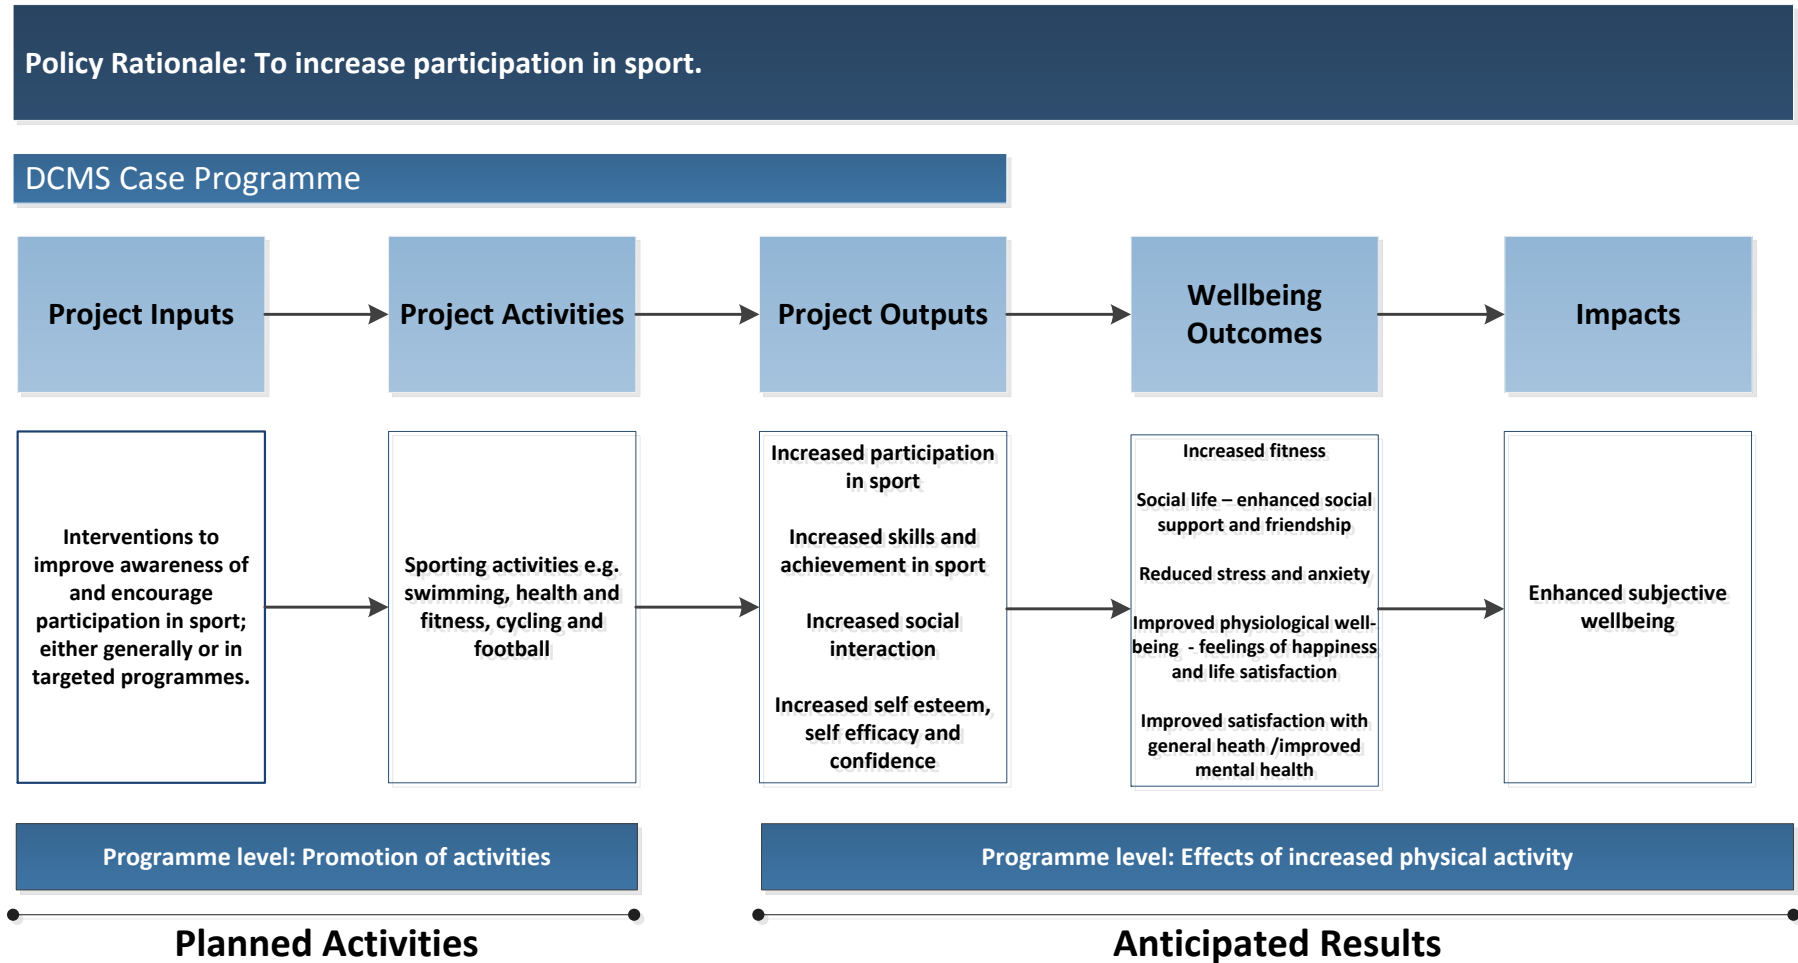 Policy Rationale: To increase participation in sport.
DCMS Case Programme
Project Inputs
Project Activities
Project Outputs
Wellbeing
Outcomes
Impacts
Interventions to
improve awareness of
and encourage
participation in sport;
either generally or in
targeted programmes.
Sporting activities e.g.
swimming, health and
fitness, cycling and
football
Increased participation
in sport
Increased skills and
achievement in sport
Increased social
interaction
Increased self esteem,
self efficacy and
confidence
Increased fitness
Social life – enhanced social
support and friendship
Reduced stress and anxiety
Improved physiological well-
being - feelings of happiness
and life satisfaction
Improved satisfaction with
general heath /improved
mental health
Enhanced subjective
wellbeing
Programme level: Promotion of activities
Programme level: Effects of increased physical activity
Planned Activities
Anticipated Results